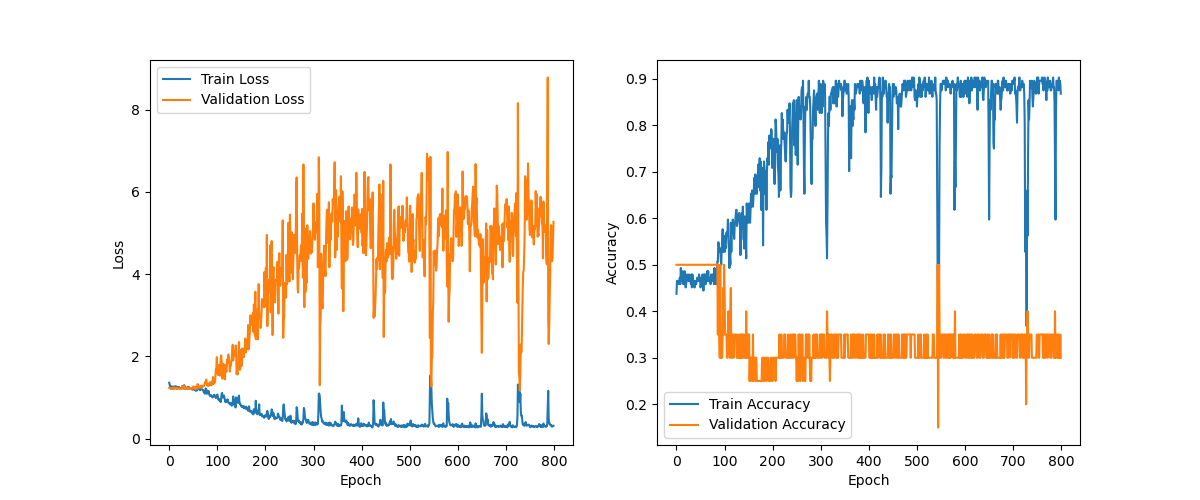 Train Loss
Validation Loss
8
6
4
2
0
Loss
0 100 200 300 400 500 600 700 800
Epoch
0.9
0.8
0.7
0.6
0.5
0.4
0.3
0.2
Accuracy
Train Accuracy
Validation Accuracy
0 100 200 300 400 500 600 700 800
Epoch